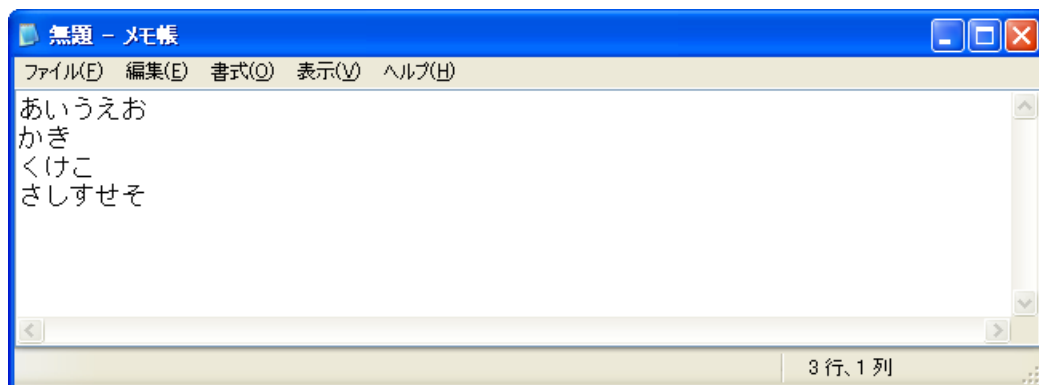 無題 - メモ帳
ファイル(F) 編集(E) 書式(O) 表示(V) ヘルプ(H)
あいうえお
かき
くけこ
さしすせそ
3 行、1 列